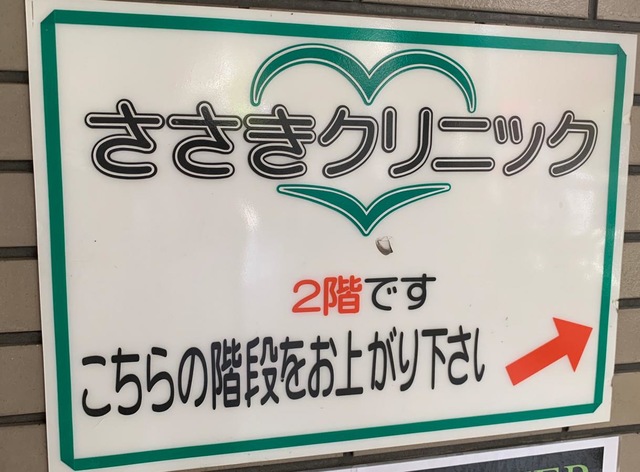 ささきクリニック
2階です
こちらの階段をお上がり下さい